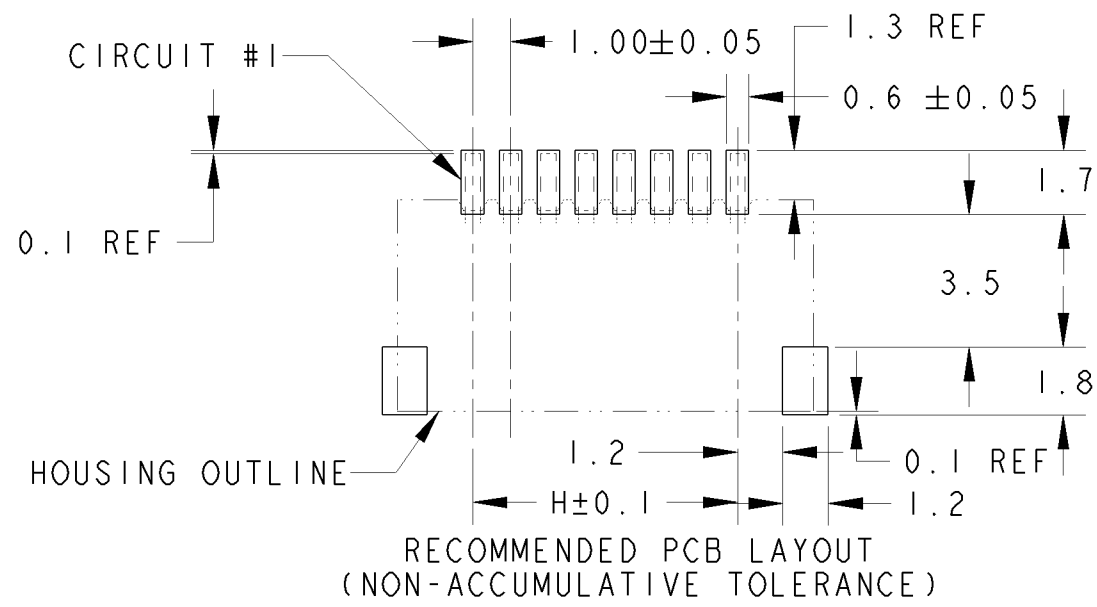 1.3 REF
1.00±0.05
CIRCUIT #1
0.6 ±0.05
1.7
0.1 REF
3.5
1.8
HOUSING OUTLINE
1.2
0.1 REF
H±0.1
1.2
RECOMMENDED PCB LAYOUT
(NON-ACCUMULATIVE TOLERANCE)